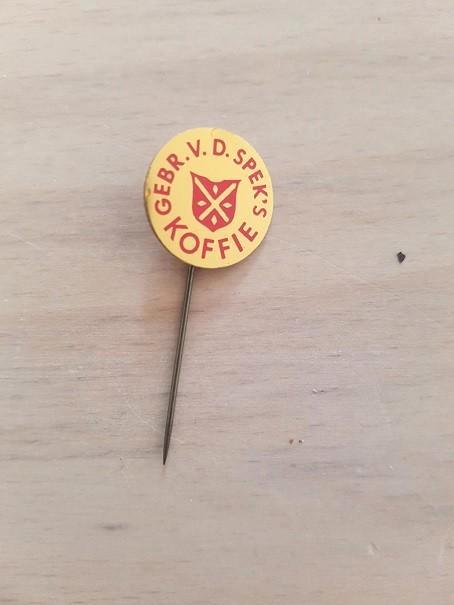 GEBR. V. D. SPEK'S
KOFFIE